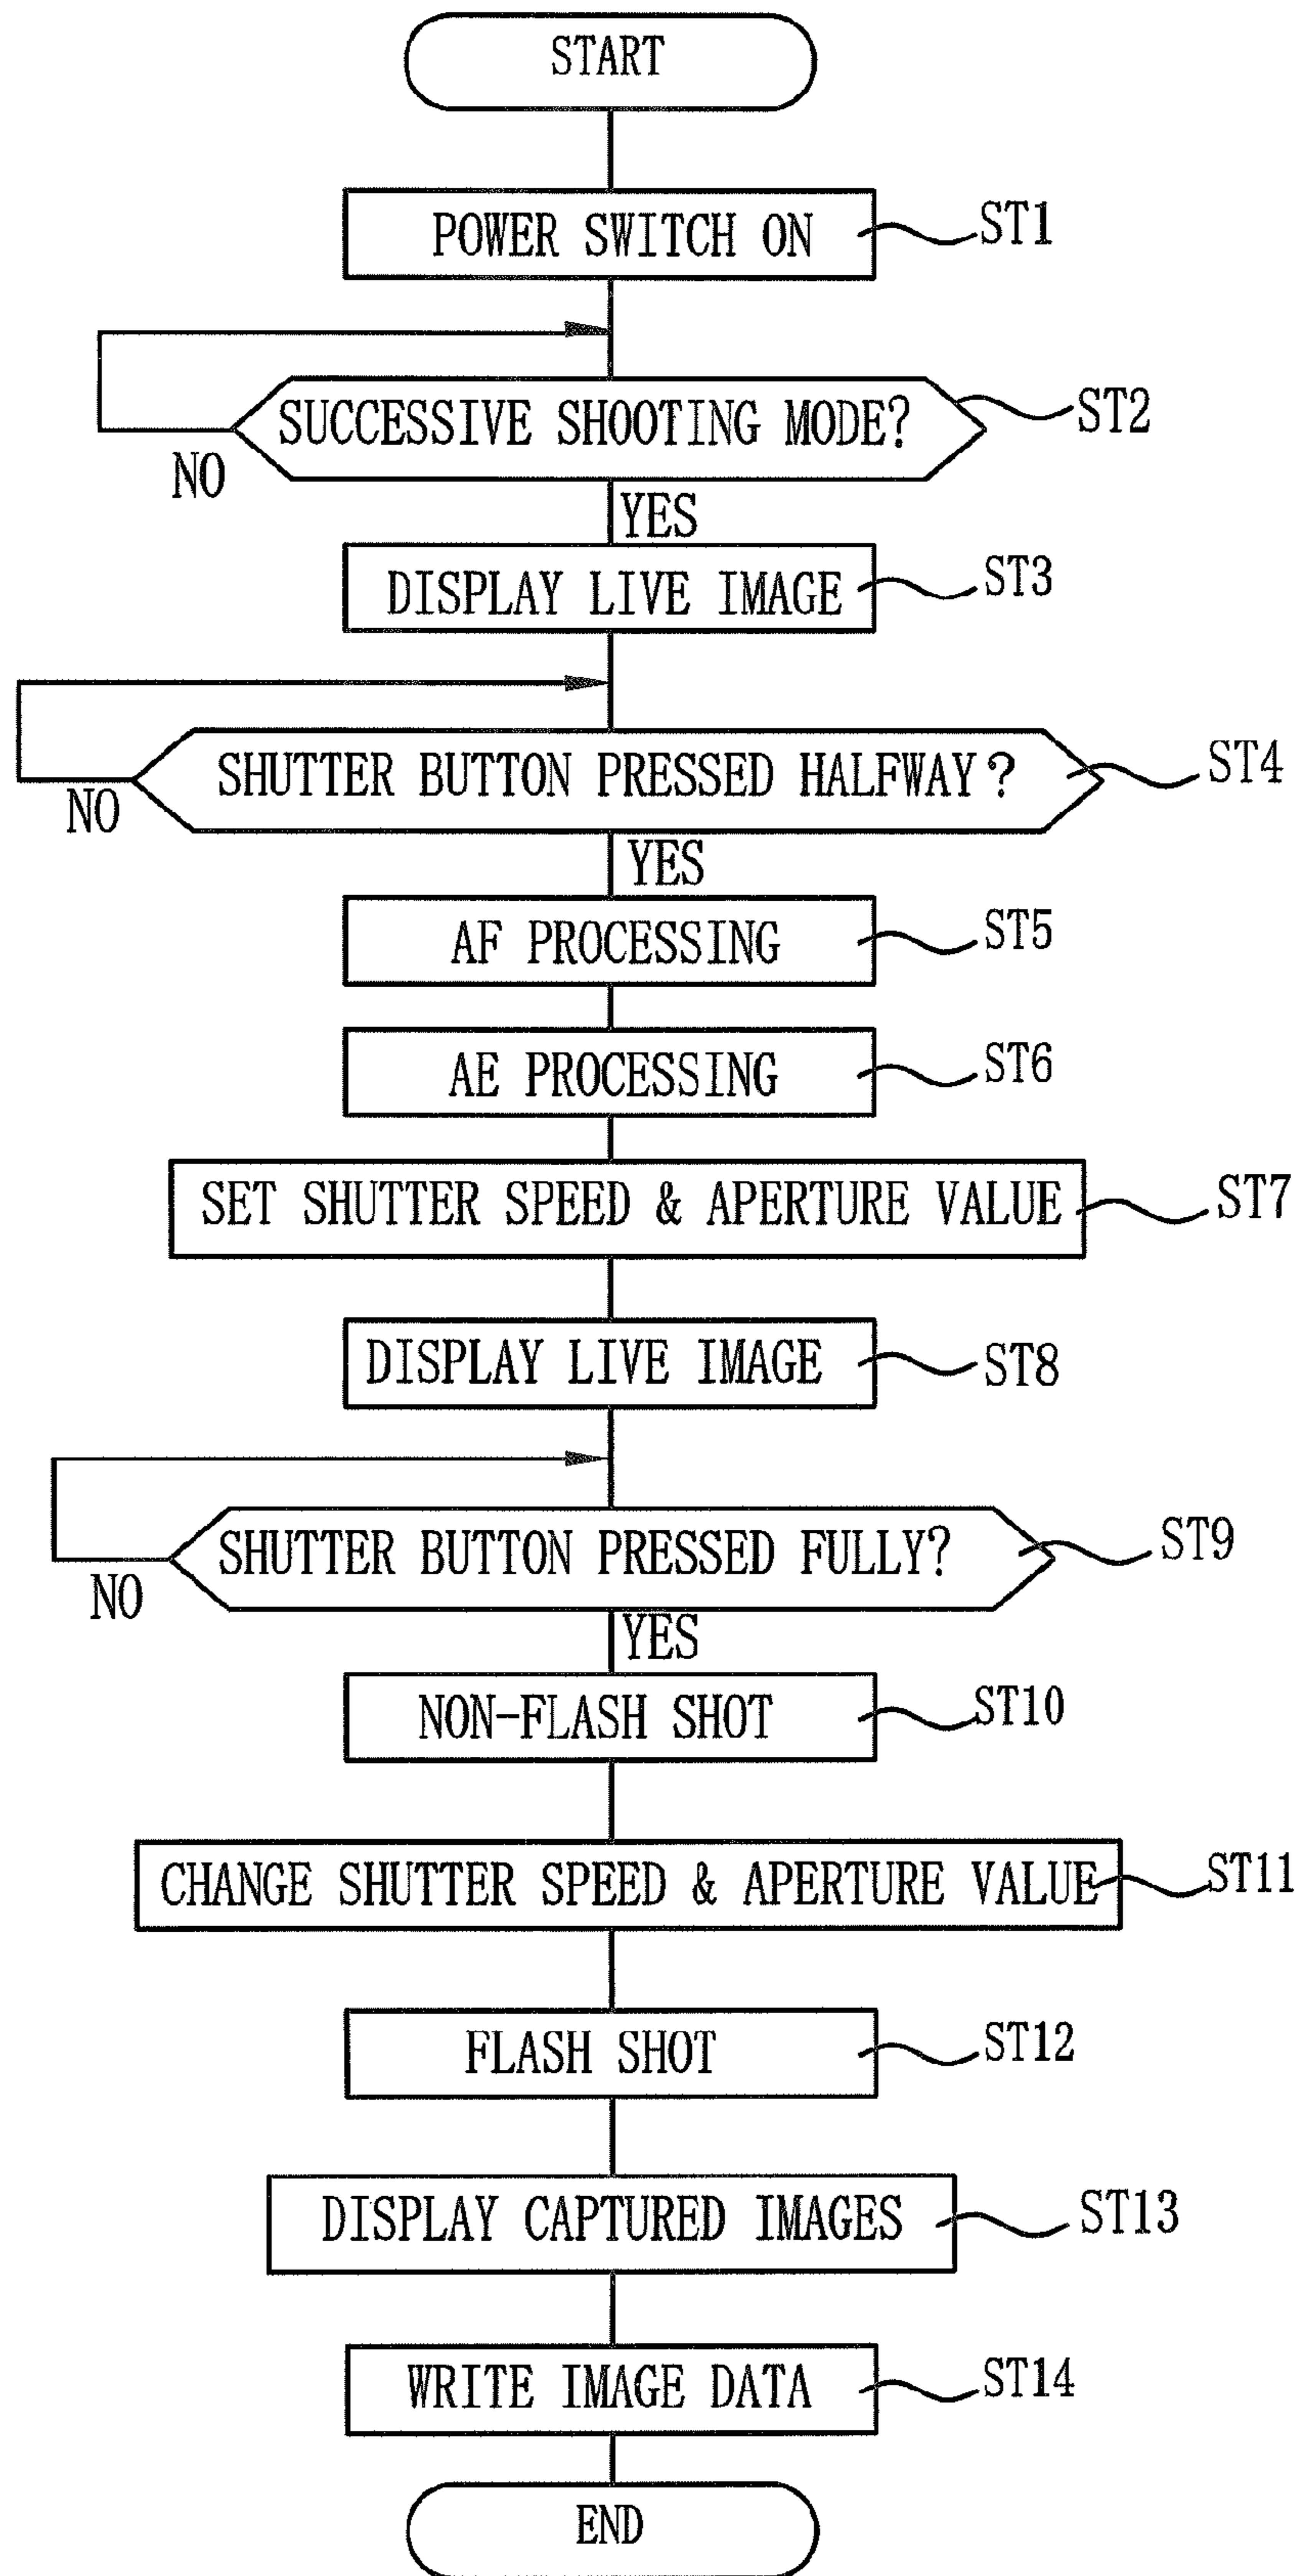 START
POWER SWITCH ON
ST1
SUCCESSIVE SHOOTING MODE?
ST2
NO
YES
DISPLAY LIVE IMAGE
ST3
SHUTTER BUTTON PRESSED HALFWAY?
ST4
NO
YES
AF PROCESSING
ST5
AE PROCESSING
ST6
SET SHUTTER SPEED & APERTURE VALUE
ST7
DISPLAY LIVE IMAGE
ST8
SHUTTER BUTTON PRESSED FULLY?
ST9
NO
YES
NON-FLASH SHOT
ST10
CHANGE SHUTTER SPEED & APERTURE VALUE
ST11
FLASH SHOT
ST12
DISPLAY CAPTURED IMAGES
ST13
WRITE IMAGE DATA
ST14
END